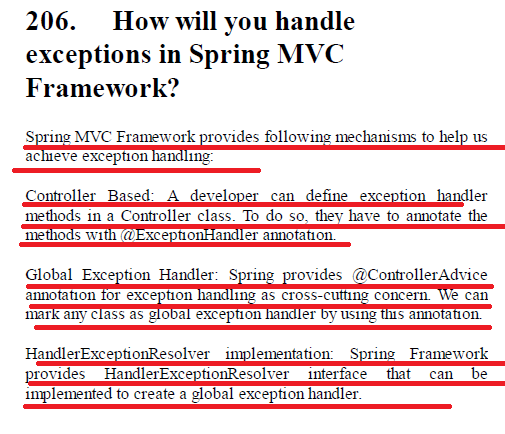 206. How will you handle
exceptions in Spring MVC
Framework?
Spring MVC Framework provides following mechanisms to help us
achieve exception handling:
Controller Based: A developer can define exception handler
methods in a Controller class. To do so, they have to annotate the
methods with @ExceptionHandler annotation.
Global Exception Handler: Spring provides @ControllerAdvice
annotation for exception handling as cross-cutting concern. We can
mark any class as global exception handler by using this annotation.
HandlerExceptionResolver implementation: Spring Framework
provides HandlerExceptionResolver interface that can be
implemented to create a global exception handler.